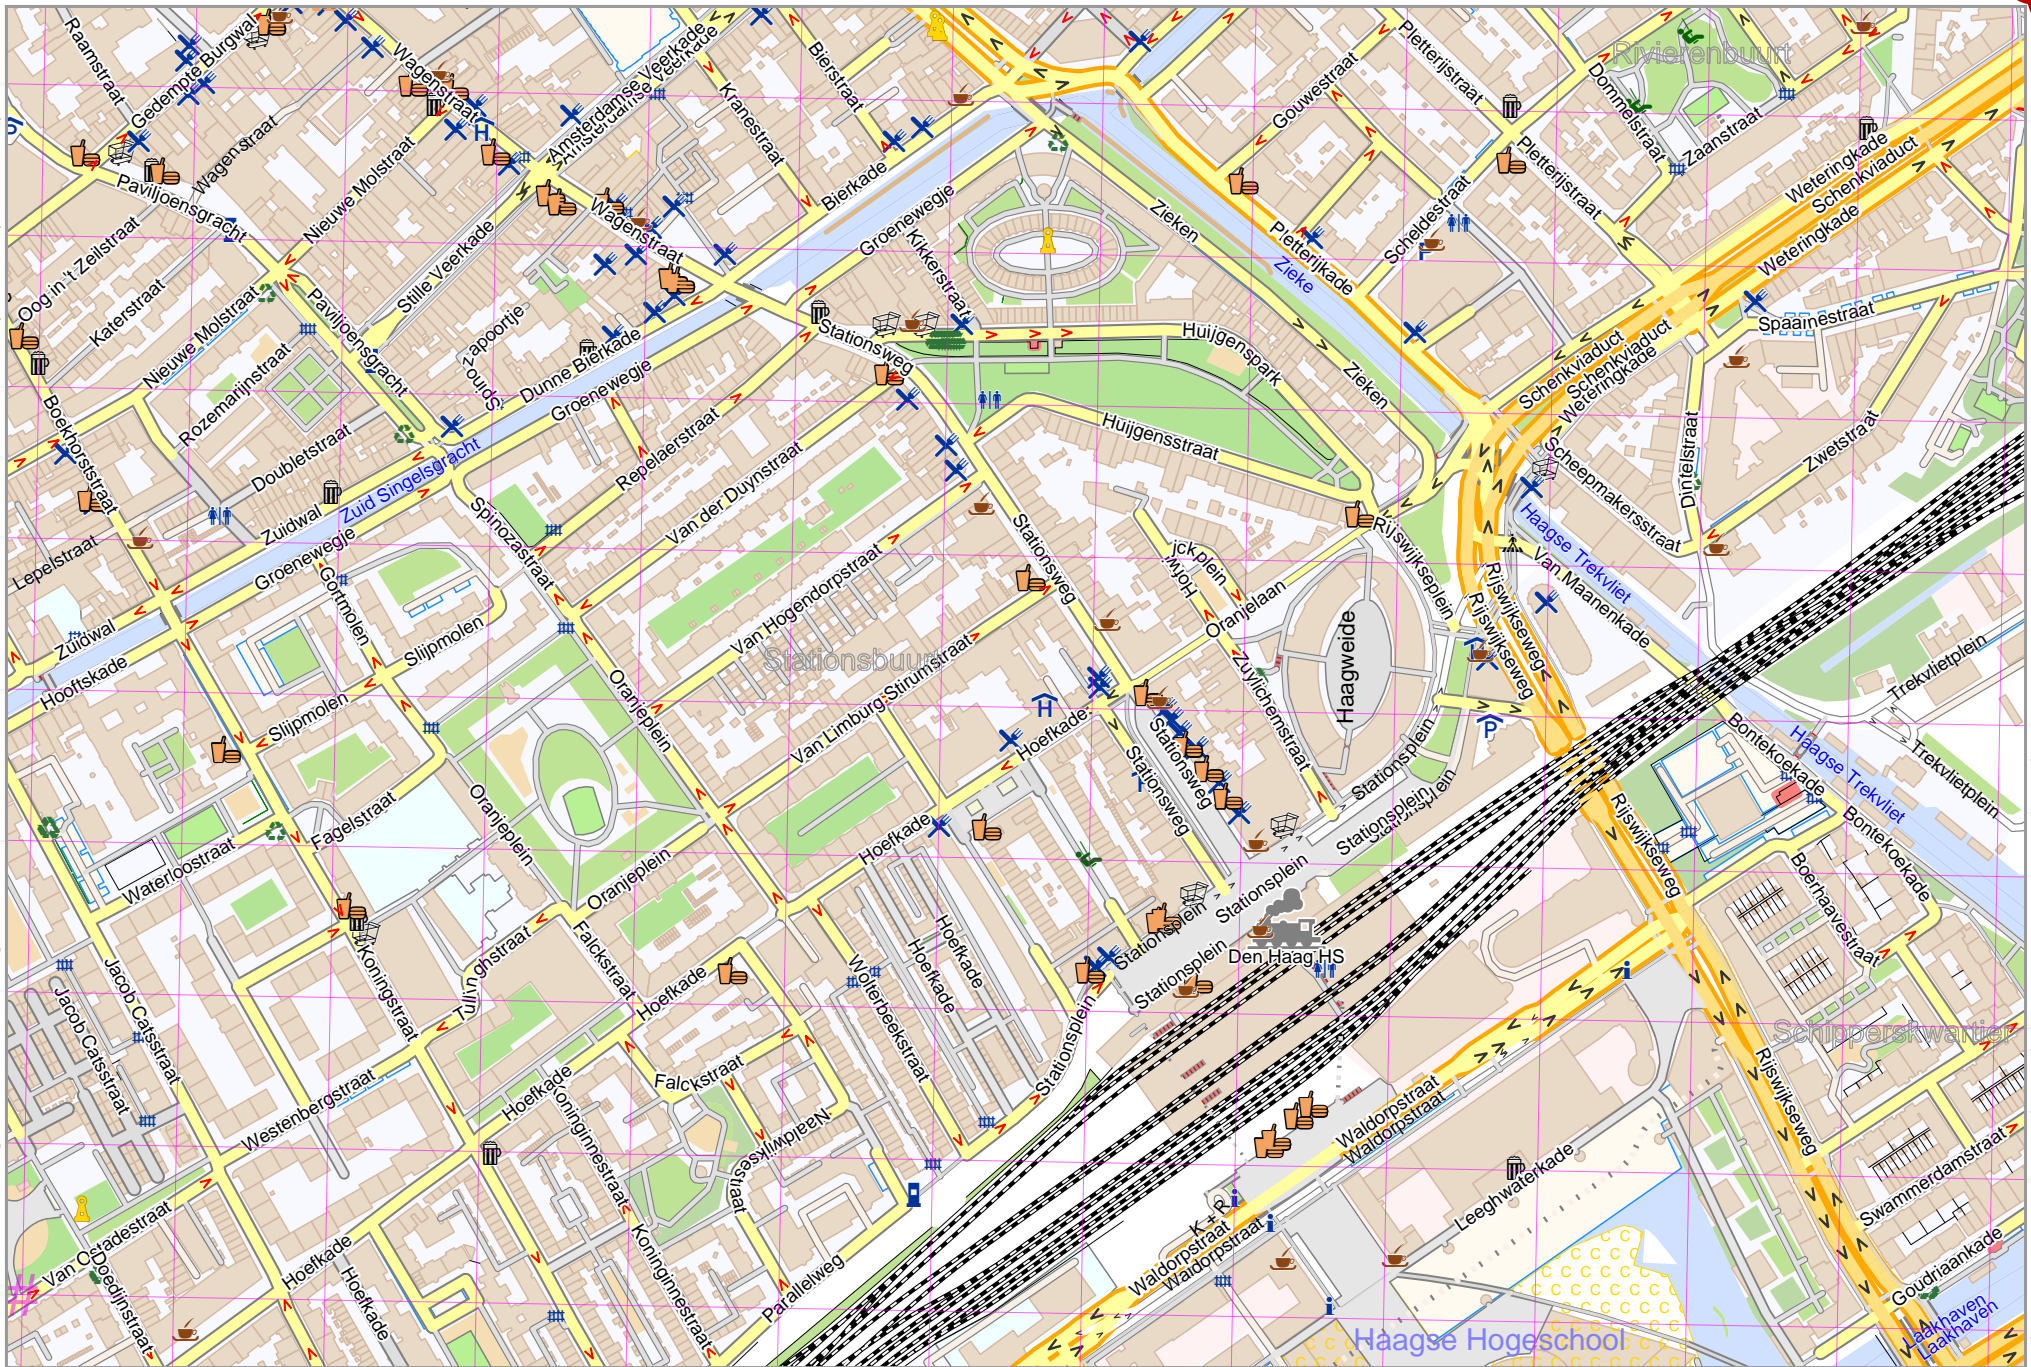 Raamstraat
Gedempte Burgwal
Wagenstraat
Amsterdamse Veerkade
Amsterdamse Veerkade
Kranestraat
Bierstraat
Gouwestraat
Pletterijstraat
Rivierenbuurt
Dommelstraat
Zaanstraat
Weteringkade
Schenkviaduct
Weteringkade
Wagenstraat
Paviljoensgracht
Nieuwe Molstraat
Bierkade
Groenewegje
Kikkerstraat
Zieken
Pletterijkade
Zieke
Scheldestraat
Pletterijstraat
Oog in 't Zeilstraat
Katerstraat
Nieuwe Molstraat
Stille Veerkade
Wagenstraat
Paviljoensgracht
Rozemarijnstraat
Doubletstraat
Dunne Bierkade
Groenewegje
Stationsweg
Huijgenspark
Zieken
Schenkviaduct
Schenkviaduct
Weteringkade
Spaarnestraat
Boekhorststraat
Zuid Singelsgracht
Zuidwal
Groenewegje
Repelaerstraat
Van der Duynstraat
Huijgensstraat
Scheepmakersstraat
Dintelstraat
Zwetstraat
Lepelstraat
Gortmolen
Spinozastraat
Van Hogendorpstraat
Stationsweg
Oranjelaan
Rijswijkseplein
Rijswijkseweg
Rijswijkseweg
Haagse Trekvliet
Van Maanenkade
Zuidwal
Hooftskade
Slijpmolen
Slijpmolen
Oranjeplein
Stationsbuurt
Van Limburg Stirumstraat
Hoefkade
Zuylichemstraat
Haagweide
Stationsplein
Stationsweg
Stationsweg
Trekvlietplein
Trekvlietplein
Bontekoekade
Haagse Trekvliet
Bontekoekade
Waterloostraat
Fagelstraat
Oranjeplein
Oranjeplein
Hoefkade
Stationsplein
Stationsplein
Stationsplein
Stationsplein
Den Haag HS
Rijswijkseweg
Boerhaavestraat
Jacob Catsstraat
Jacob Catsstraat
Koningstraat
Falckstraat
Hoefkade
Wolterbeekstraat
Hoefkade
Hoefkade
Stationsplein
Schipperskwartier
Westenbergstraat
Hoefkade
Falckstraat
Naaldwijksestraat
Koninginnestraat
Koninginnestraat
Waldorpstraat
Waldorpstraat
Rijswijkseweg
Leeghwaterkade
Swammerdamstraat
Van Ostadestraat
Doedijnstraat
Hoefkade
Hoefkade
Parallelweg
K + R
Waldorpstraat
Waldorpstraat
Haagse Hogeschool
Goudriaankade
Laakhaven
Laakhaven